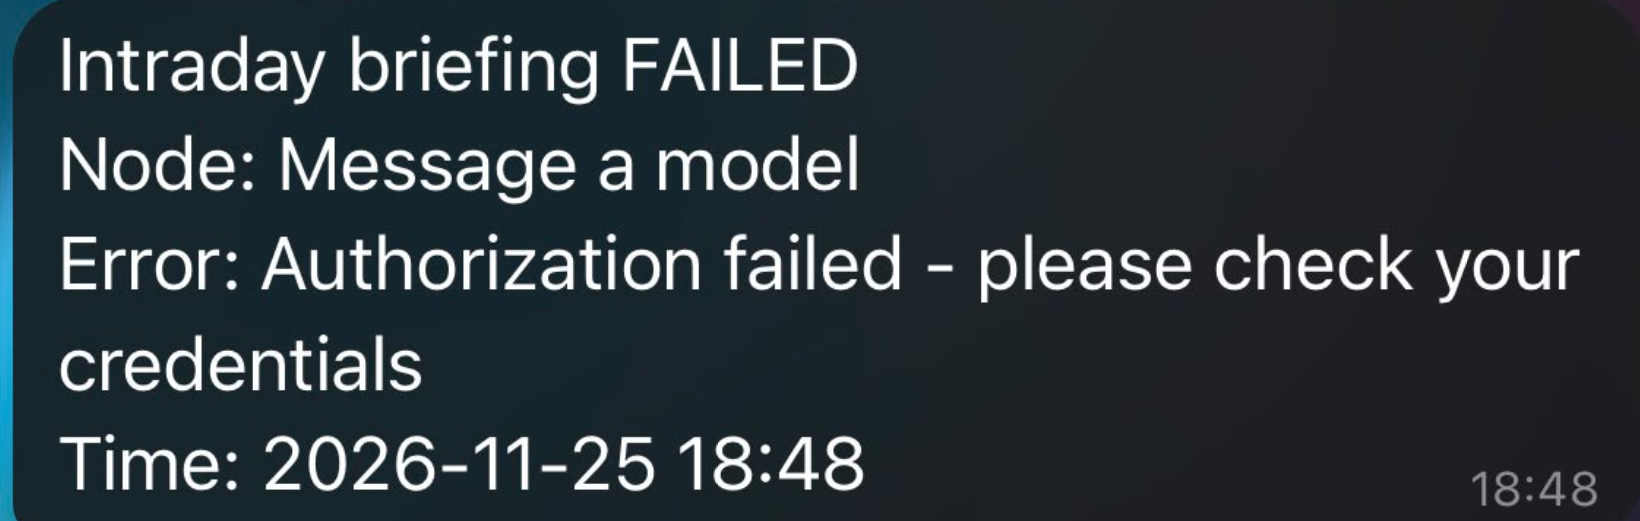 Intraday briefing FAILED
Node: Message a model
Error: Authorization failed - please check your
credentials
Time: 2026-11-25 18:48
18:48